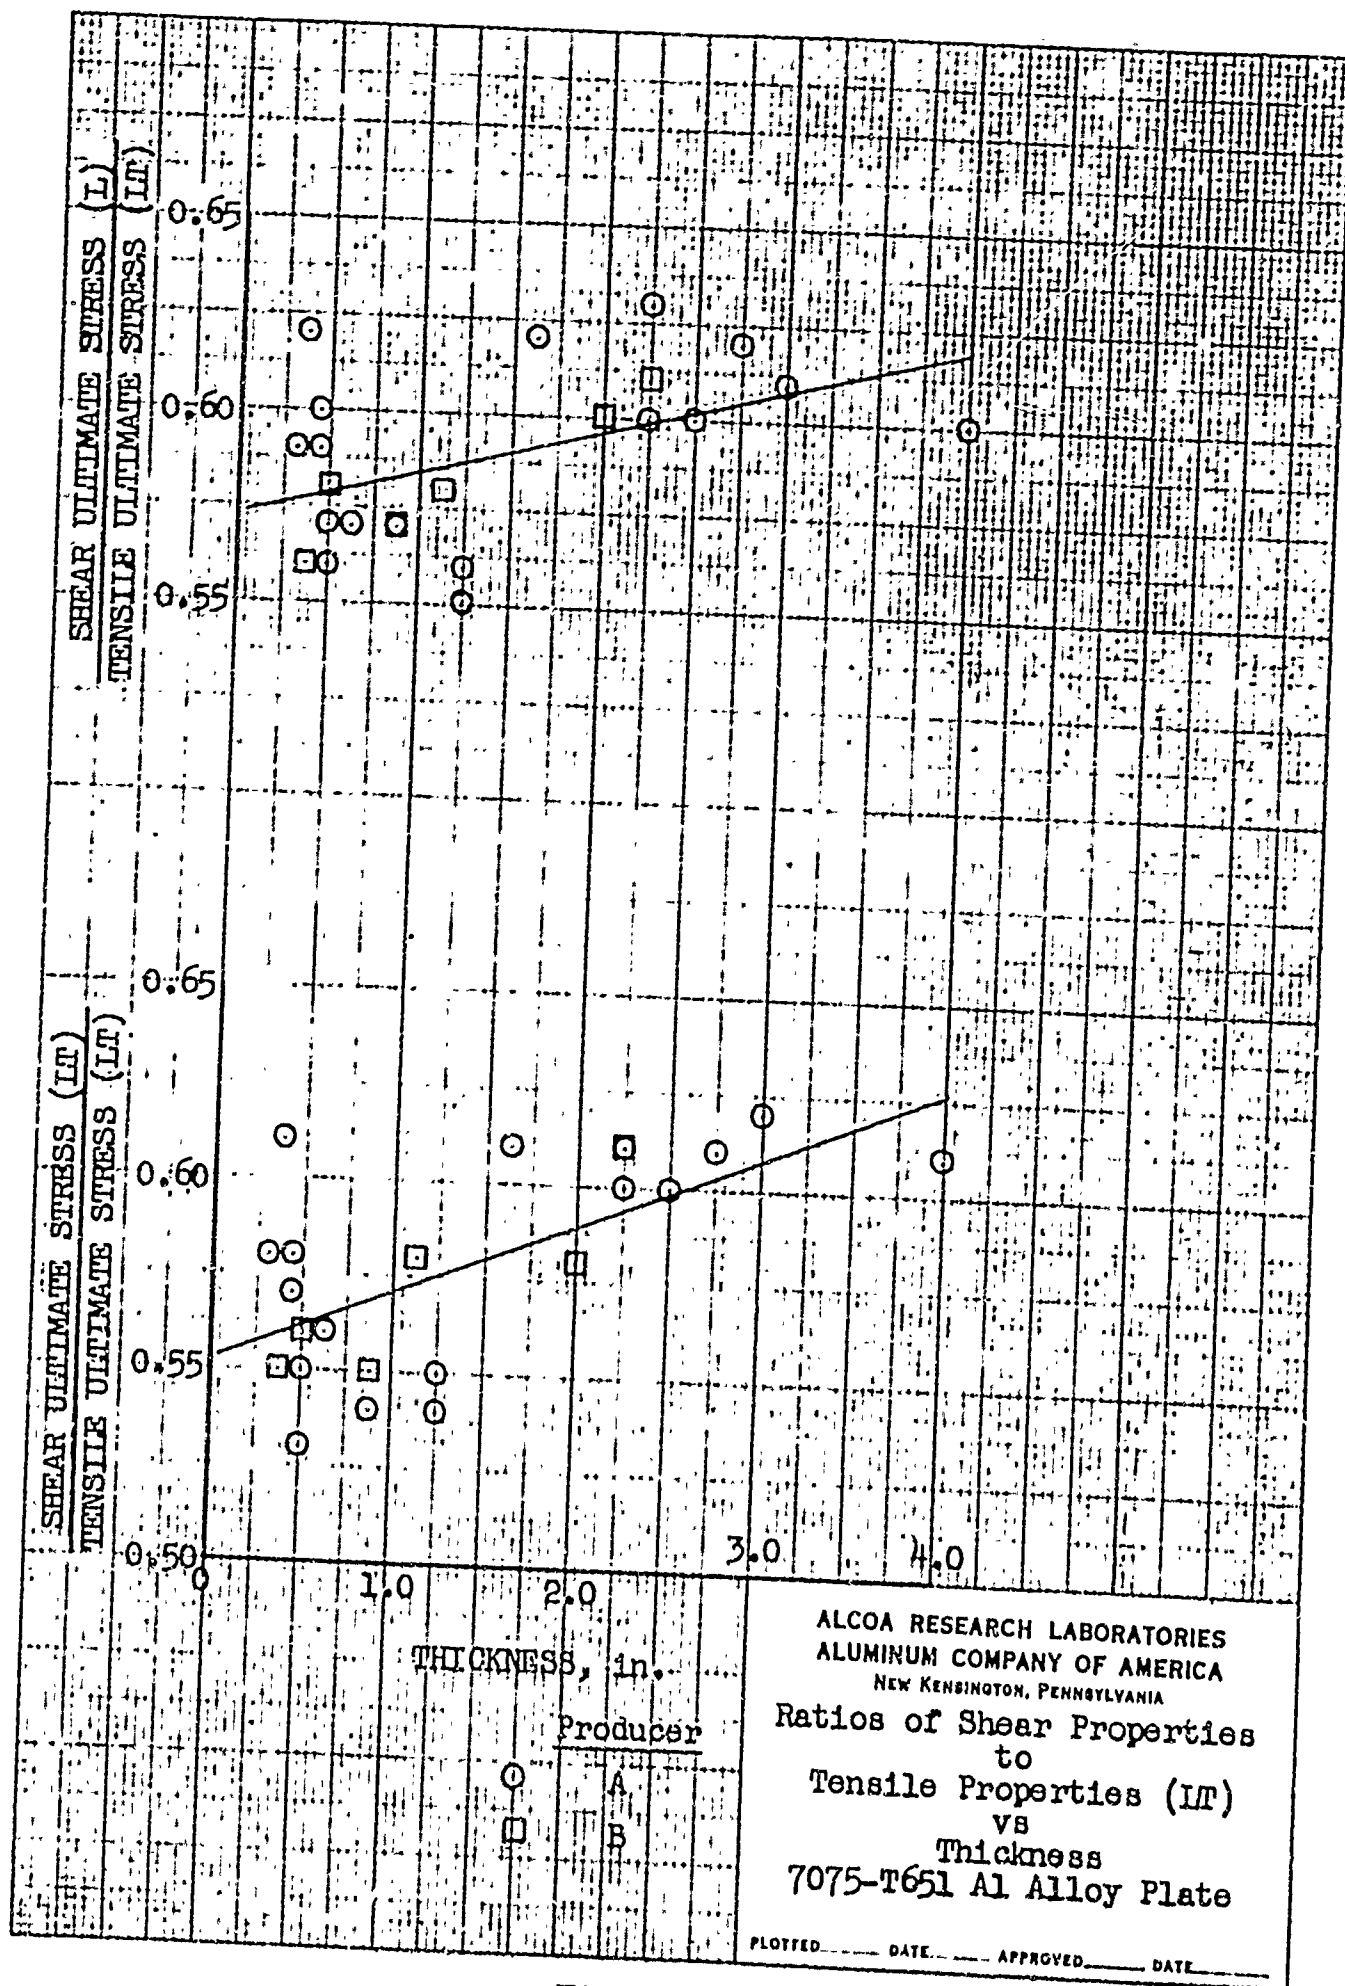 SHEAR ULTIMATE STRESS (L)
TENSILE ULTIMATE STRESS (LT)
0.65
0.60
0.55
SHEAR ULTIMATE STRESS (LT)
TENSILE ULTIMATE STRESS (LT)
0.65
0.60
0.55
0.50
0
1.0
2.0
3.0
4.0
THICKNESS, in.
Producer
A
B
ALCOA RESEARCH LABORATORIES
ALUMINUM COMPANY OF AMERICA
NEW KENSINGTON, PENNSYLVANIA
Ratios of Shear Properties
to
Tensile Properties (LT)
vs
Thickness
7075-T651 Al Alloy Plate
PLOTTED DATE APPROVED DATE